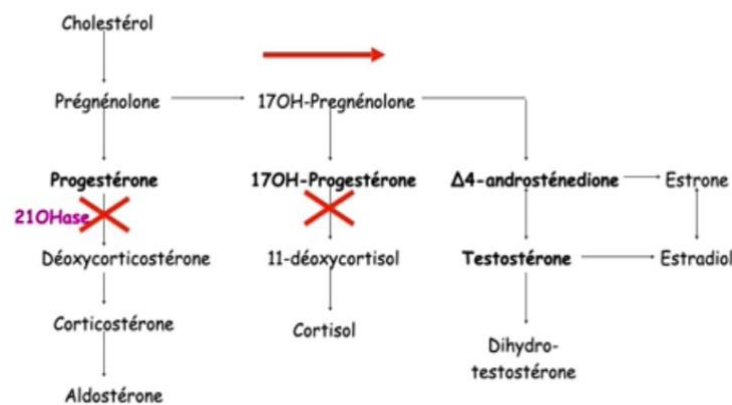 Cholestérol
Prégnénolone
17OH-Pregnénolone
Progestérone
17OH-Progestérone
Δ4-androsténedione
Estrone
21OHase
Déoxycorticostérone
11-déoxycortisol
Testostérone
Estradiol
Corticostérone
Cortisol
Dihydro-
testostérone
Aldostérone